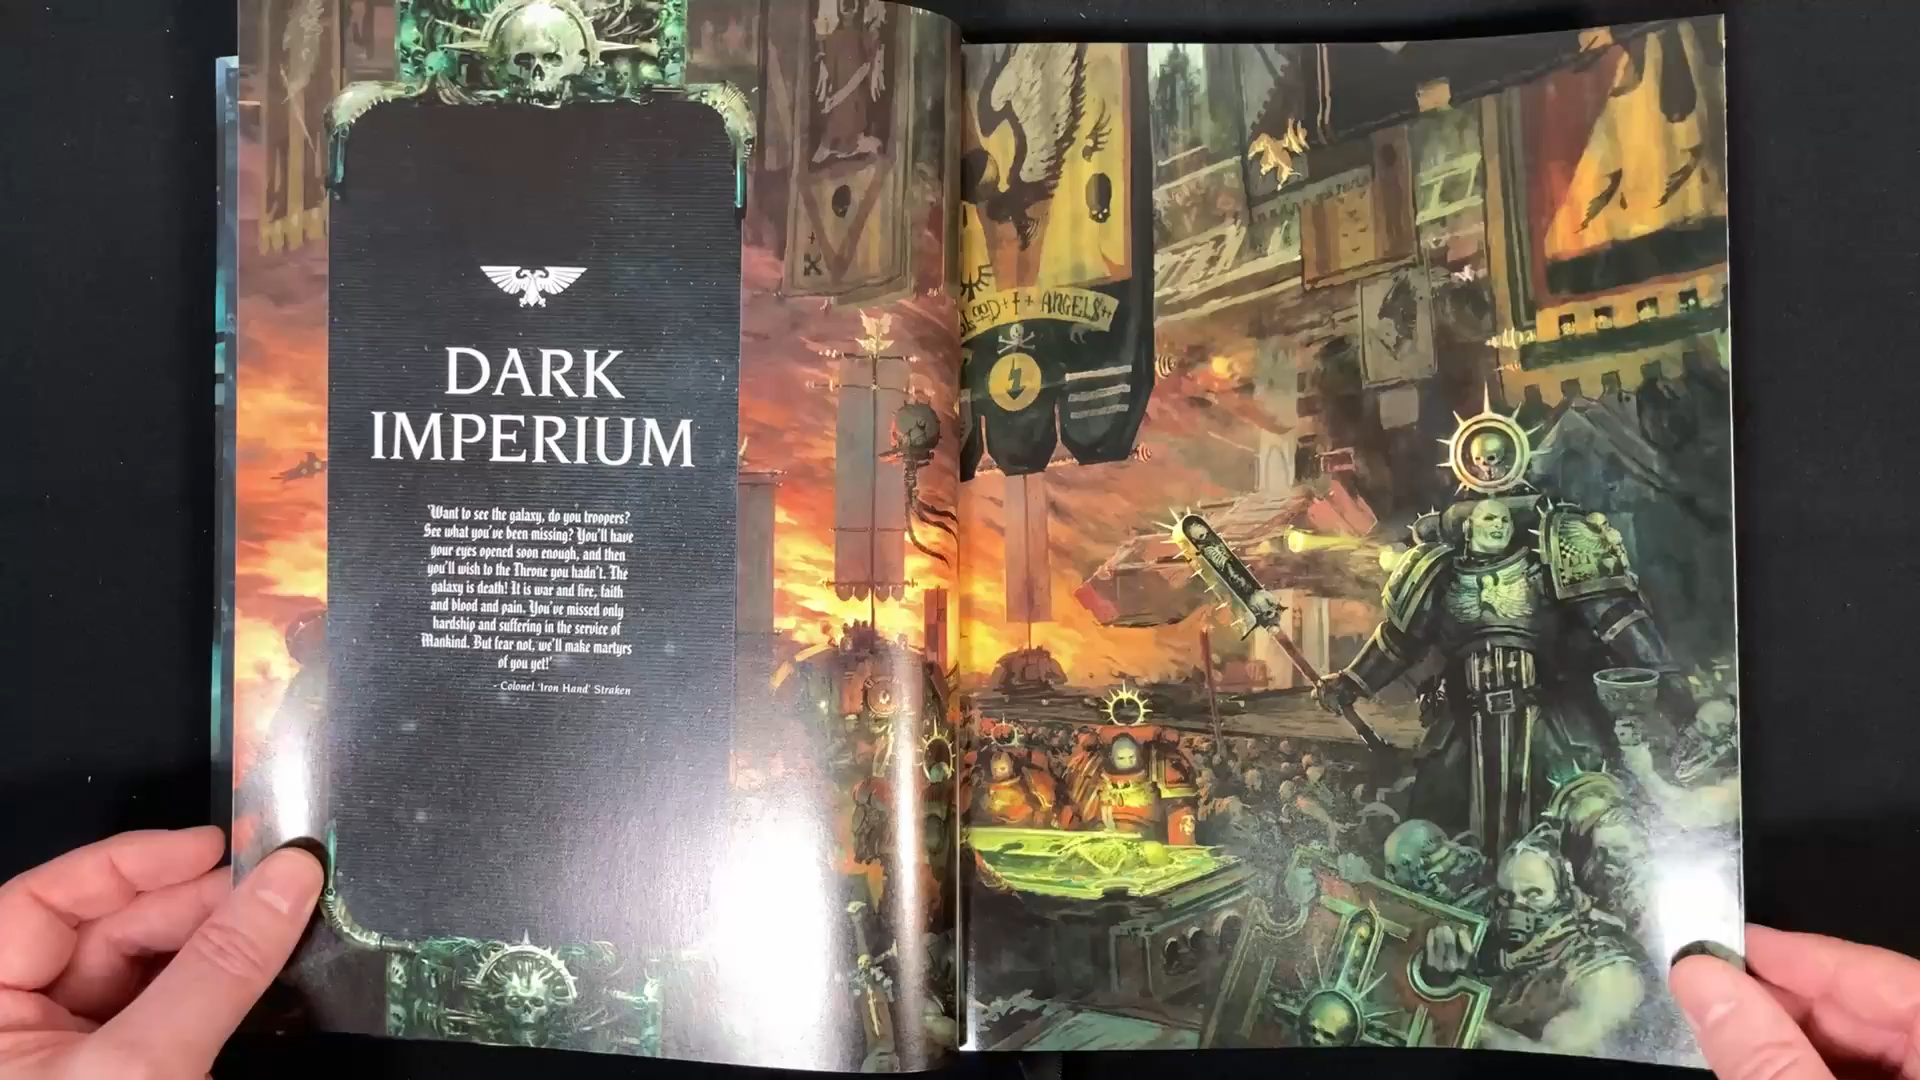 DARK
IMPERIUM
'Want to see the galaxy, do you troopers?
See what you've been missing? You'll have
your eyes opened soon enough, and then
you'll wish to the Throne you hadn't. The
galaxy is death! It is war and fire, faith
and blood and pain. You've missed only
hardship and suffering in the service of
Mankind. But fear not, we'll make martyrs
of you yet!'
- Colonel 'Iron Hand' Straken
BLOOD + ANGELS